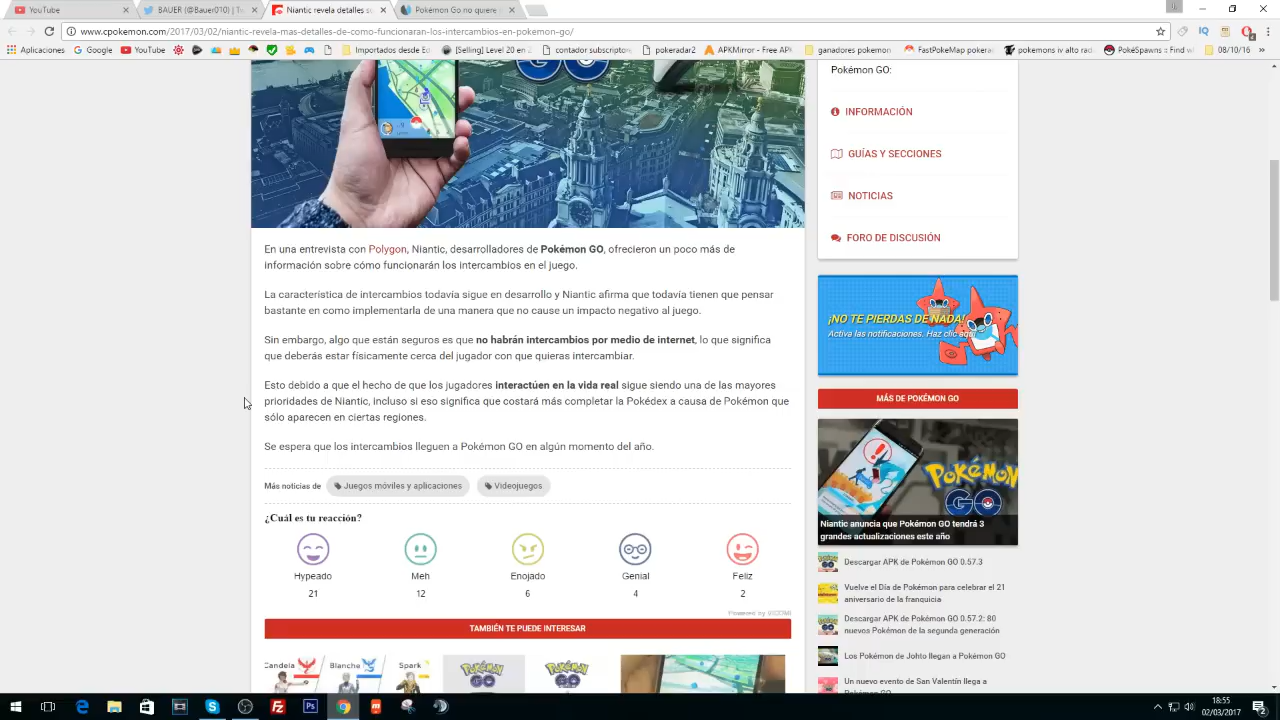 YouTube
BAUER (@Bauer010) | Tw
Niantic revela detalles s
Pokémon Go no quiere
www.cpokemon.com/2017/03/02/niantic-revela-mas-detalles-de-como-funcionaran-los-intercambios-en-pokemon-go/
Aplicaciones
Google
YouTube
Importados desde Ed
[Selling] Level 20 en
contador subscriptor
pokeradar2
APKMirror - Free APK
ganadores pokemon
FastPokeMap Pokemo
pokemons iv alto rada
PokéSpawns :: Find w
08/10/16
»
Pokémon GO:
INFORMACIÓN
GUÍAS Y SECCIONES
NOTICIAS
FORO DE DISCUSIÓN
En una entrevista con Polygon, Niantic, desarrolladores de Pokémon GO, ofrecieron un poco más de
información sobre cómo funcionarán los intercambios en el juego.
La característica de intercambios todavía sigue en desarrollo y Niantic afirma que todavía tienen que pensar
bastante en como implementarla de una manera que no cause un impacto negativo al juego.
Sin embargo, algo que están seguros es que no habrán intercambios por medio de internet, lo que significa
que deberás estar físicamente cerca del jugador con que quieras intercambiar.
Esto debido a que el hecho de que los jugadores interactúen en la vida real sigue siendo una de las mayores
prioridades de Niantic, incluso si eso significa que costará más completar la Pokédex a causa de Pokémon que
sólo aparecen en ciertas regiones.
Se espera que los intercambios lleguen a Pokémon GO en algún momento del año.
Más noticias de
Juegos móviles y aplicaciones
Videojuegos
¿Cuál es tu reacción?
Hypeado
Meh
Enojado
Genial
Feliz
21
12
6
4
2
Powered by
TAMBIÉN TE PUEDE INTERESAR
Candela
Blanche
Spark
¡NO TE PIERDAS DE NADA!
Activa las notificaciones. Haz clic aquí
MÁS DE POKÉMON GO
POKÉMON
GO
Niantic anuncia que Pokémon GO tendrá 3
grandes actualizaciones este año
Descargar APK de Pokémon GO 0.57.3
Vuelve el Día de Pokémon para celebrar el 21
aniversario de la franquicia
Descargar APK de Pokémon GO 0.57.2: 80
nuevos Pokémon de la segunda generación
Los Pokémon de Johto llegan a Pokémon GO
Un nuevo evento de San Valentín llega a
Pokémon GO
18:55
02/03/2017